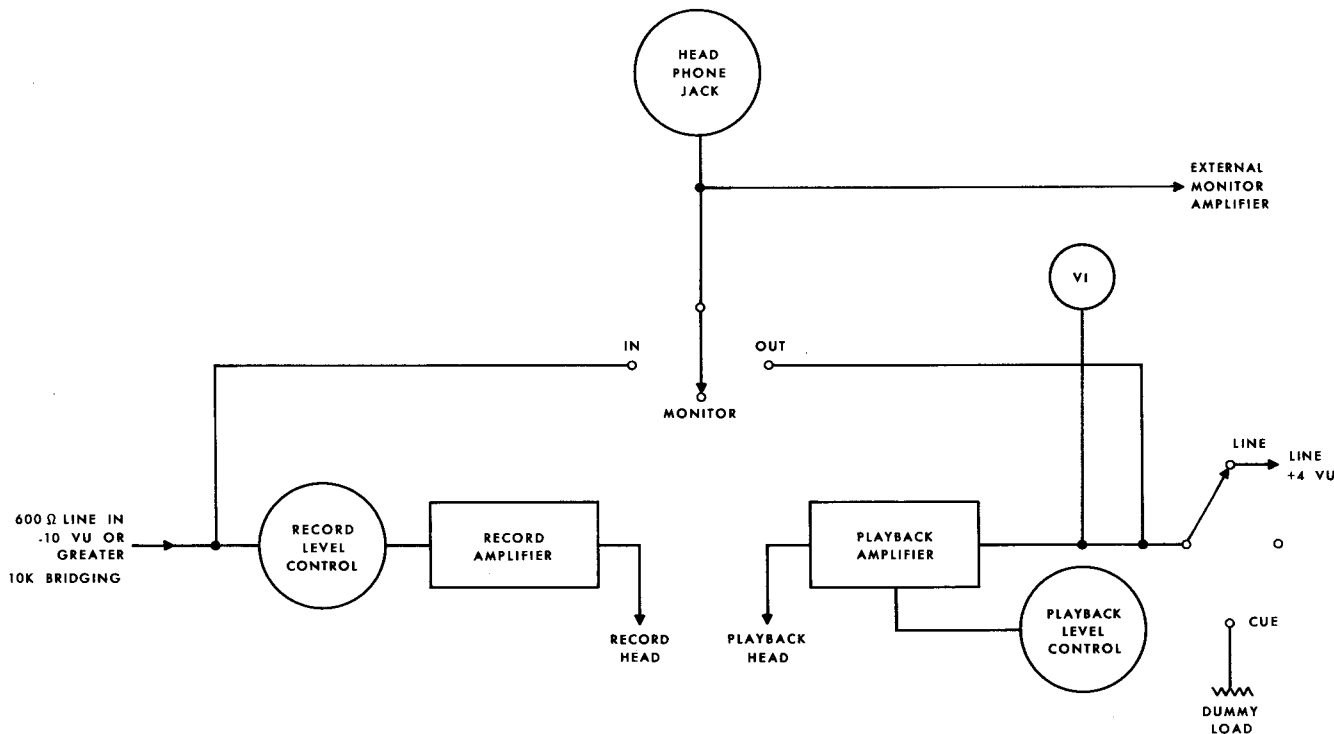 HEAD
PHONE
JACK
EXTERNAL
MONITOR
AMPLIFIER
VI
IN
OUT
MONITOR
LINE
LINE
+4 VU
600 Ω LINE IN
-10 VU OR
GREATER
10K BRIDGING
RECORD
LEVEL
CONTROL
RECORD
AMPLIFIER
PLAYBACK
AMPLIFIER
RECORD
HEAD
PLAYBACK
HEAD
PLAYBACK
LEVEL
CONTROL
CUE
DUMMY
LOAD